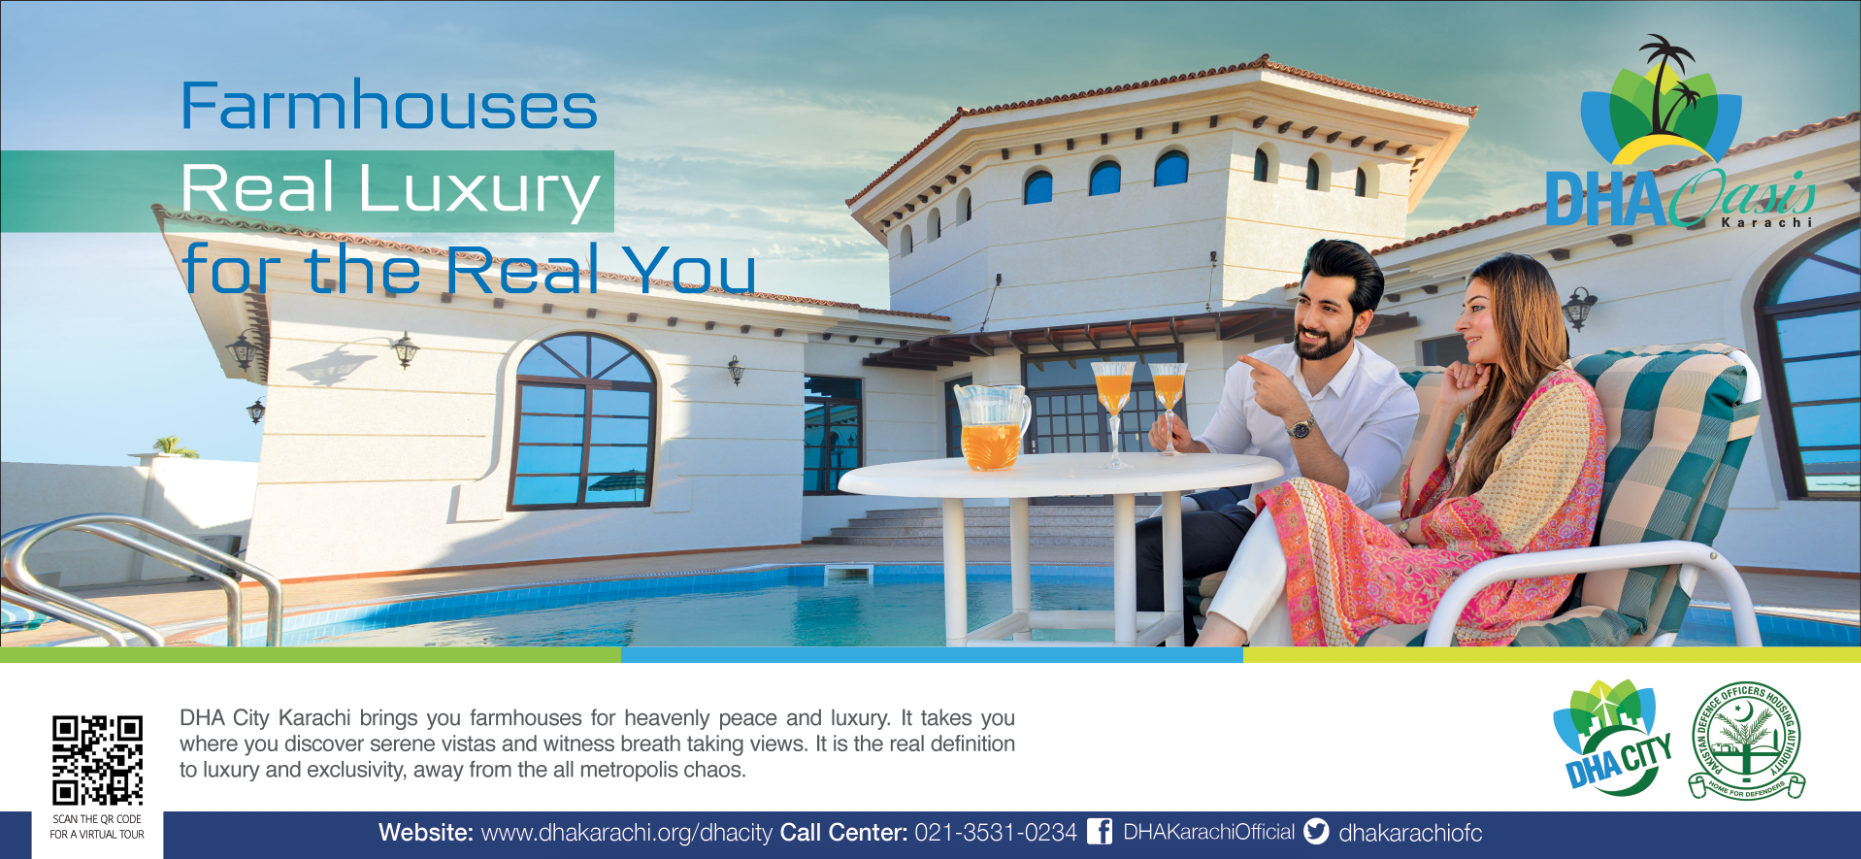 Farmhouses
Real Luxury
for the Real You
DHA Oasis
Karachi
DHA City Karachi brings you farmhouses for heavenly peace and luxury. It takes you
where you discover serene vistas and witness breath taking views. It is the real definition
to luxury and exclusivity, away from the all metropolis chaos.
DHA CITY
PAKISTAN DEFENCE OFFICERS HOUSING AUTHORITY
HOME FOR DEFENDERS
SCAN THE QR CODE
FOR A VIRTUAL TOUR
Website: www.dhakarachi.org/dhacity Call Center: 021-3531-0234 DHAKarachiOfficial dhakarachiofc